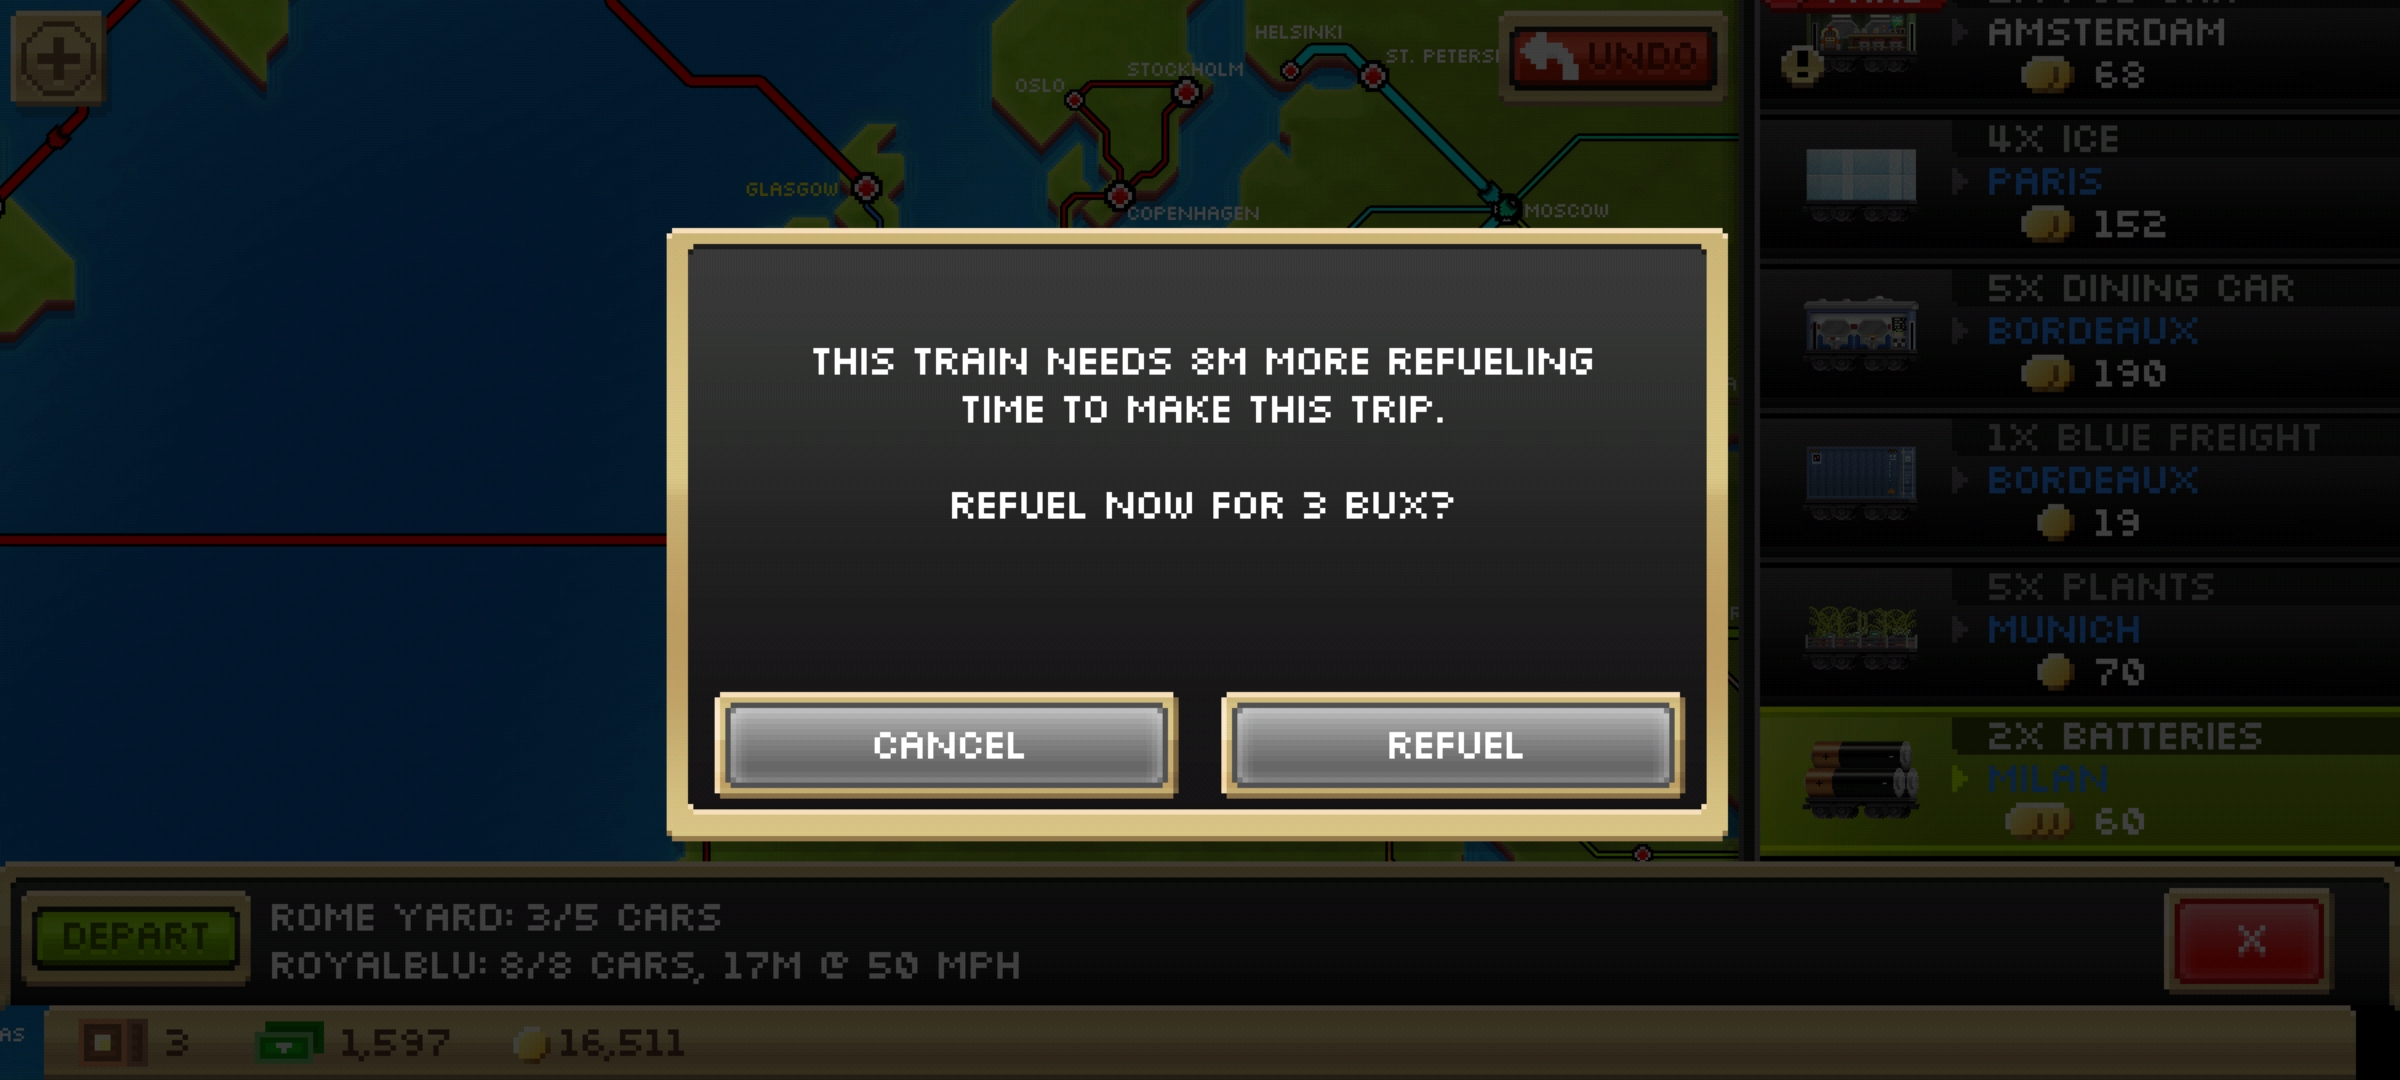 HELSINKI
ST. PETERS
UNDO
STOCKHOLM
OSLO
GLASGOW
COPENHAGEN
MOSCOW
AMSTERDAM
68
4X ICE
PARIS
152
5X DINING CAR
BORDEAUX
190
1X BLUE FREIGHT
BORDEAUX
19
5X PLANTS
MUNICH
70
2X BATTERIES
MILAN
60
THIS TRAIN NEEDS 8M MORE REFUELING
TIME TO MAKE THIS TRIP.
REFUEL NOW FOR 3 BUX?
CANCEL
REFUEL
DEPART
ROME YARD: 3/5 CARS
ROYALBLU: 8/8 CARS, 17M @ 50 MPH
X
AS
3
1,597
16,511